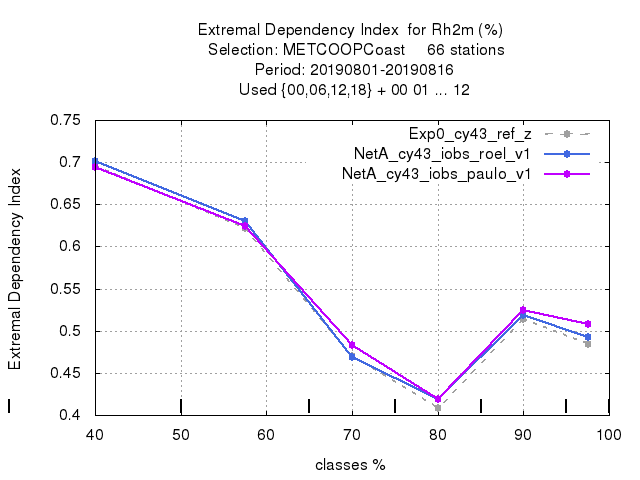 Extremal Dependency Index  for Rh2m (%)
Selection: METCOOPCoast     66 stations
Period: 20190801-20190816
Used {00,06,12,18} + 00 01 ... 12
Exp0_cy43_ref_z
NetA_cy43_iobs_roel_v1
NetA_cy43_iobs_paulo_v1
Extremal Dependency Index
0.75
0.7
0.65
0.6
0.55
0.5
0.45
0.4
40 50 60 70 80 90 100
classes %